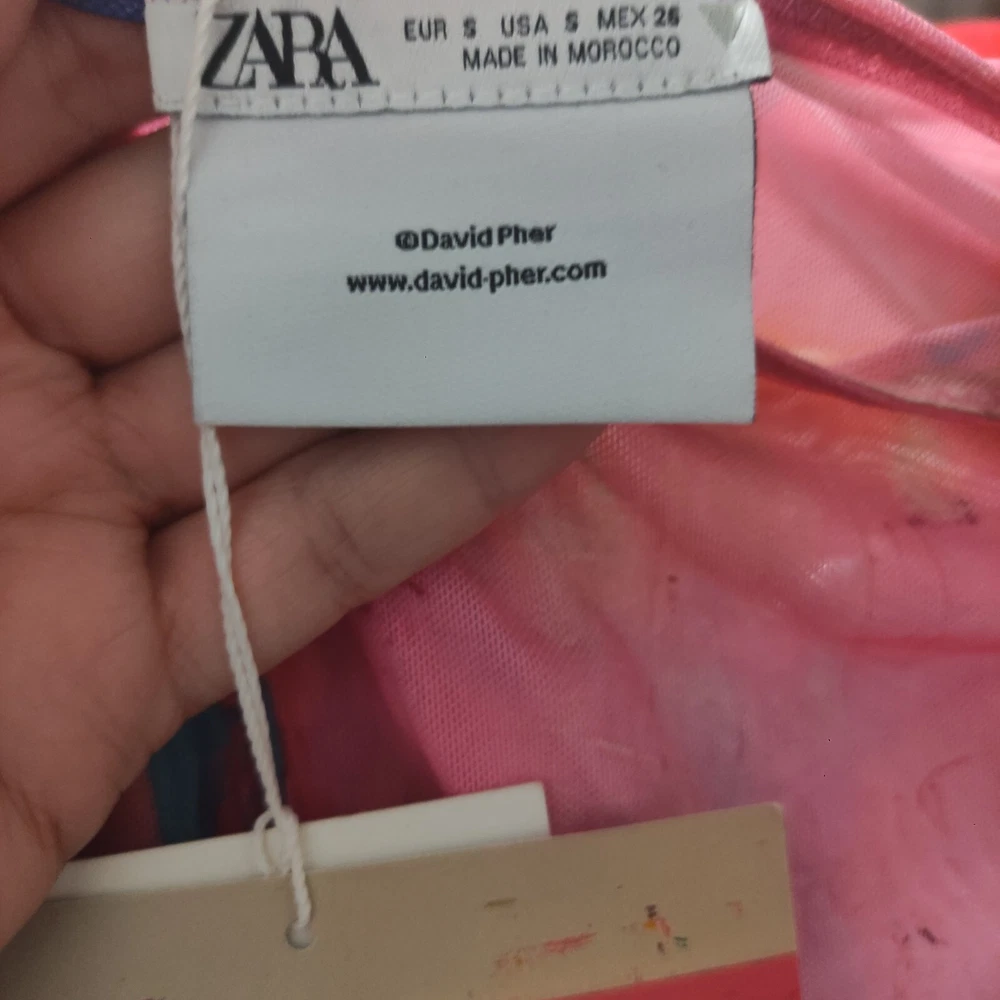 ZARA
EUR S USA S MEX 26
MADE IN MOROCCO
©David Pher
www.david-pher.com